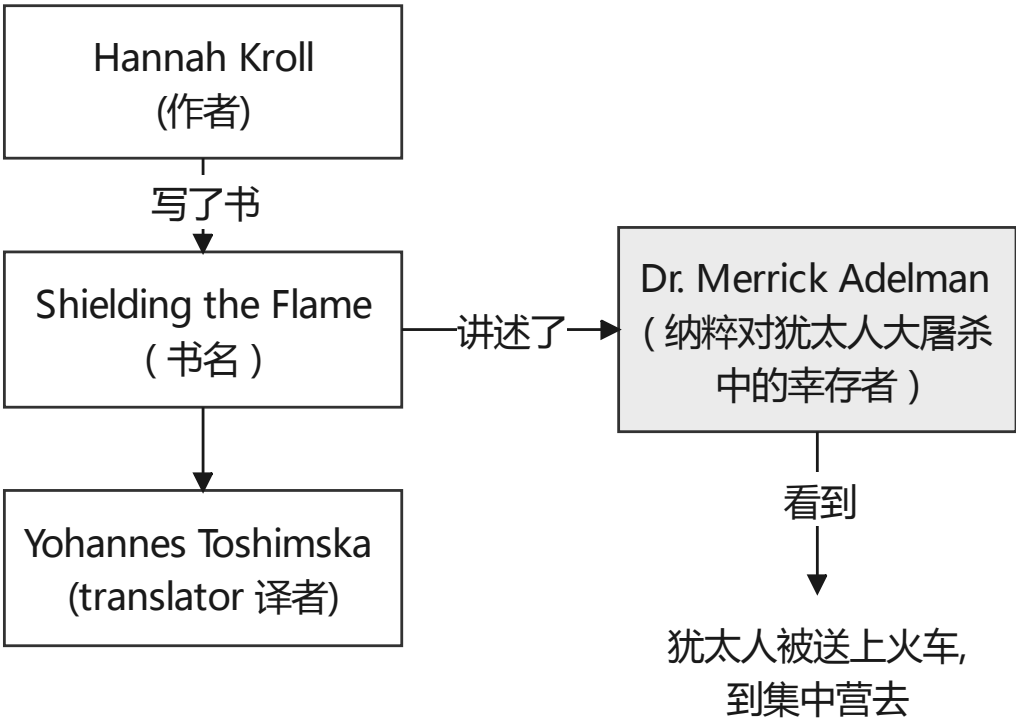 Hannah Kroll
(作者)
写了书
Shielding the Flame
（书名）
讲述了
Dr. Merrick Adelman
（纳粹对犹太人大屠杀
中的幸存者）
看到
Yohannes Toshimska
(translator 译者)
犹太人被送上火车,
到集中营去